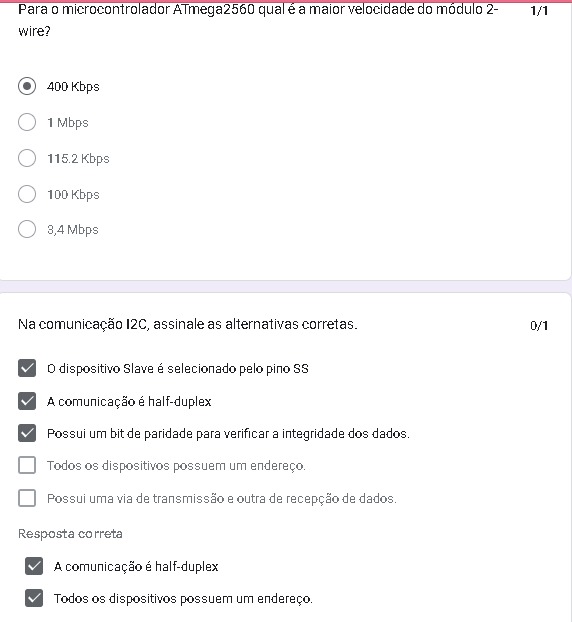 Para o microcontrolador ATmega2560 qual é a maior velocidade do módulo 2-
wire?
1/1
400 Kbps
1 Mbps
115.2 Kbps
100 Kbps
3,4 Mbps
Na comunicação I2C, assinale as alternativas corretas.
0/1
O dispositivo Slave é selecionado pelo pino SS
A comunicação é half-duplex
Possui um bit de paridade para verificar a integridade dos dados.
Todos os dispositivos possuem um endereço.
Possui uma via de transmissão e outra de recepção de dados.
Resposta correta
A comunicação é half-duplex
Todos os dispositivos possuem um endereço.